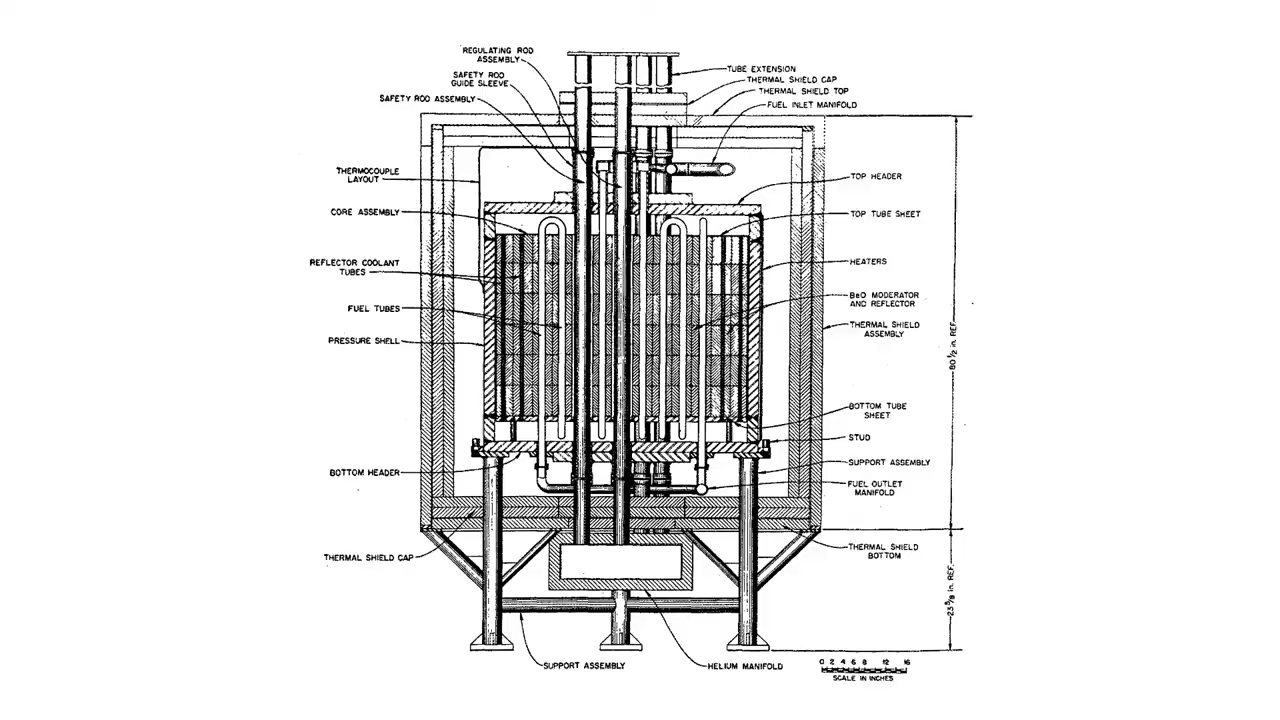 REGULATING ROD
ASSEMBLY
SAFETY ROD
GUIDE SLEEVE
SAFETY ROD ASSEMBLY
THERMOCOUPLE
LAYOUT
CORE ASSEMBLY
REFLECTOR COOLANT
TUBES
FUEL TUBES
PRESSURE SHELL
BOTTOM HEADER
THERMAL SHIELD CAP
SUPPORT ASSEMBLY
TUBE EXTENSION
THERMAL SHIELD CAP
THERMAL SHIELD TOP
FUEL INLET MANIFOLD
TOP HEADER
TOP TUBE SHEET
HEATERS
BeO MODERATOR
AND REFLECTOR
THERMAL SHIELD
ASSEMBLY
BOTTOM TUBE
SHEET
STUD
SUPPORT ASSEMBLY
FUEL OUTLET
MANIFOLD
THERMAL SHIELD
BOTTOM
HELIUM MANIFOLD
80 1/2 in. REF.
23 5/8 in. REF.
0 2 4 6 8 12 16
SCALE IN INCHES